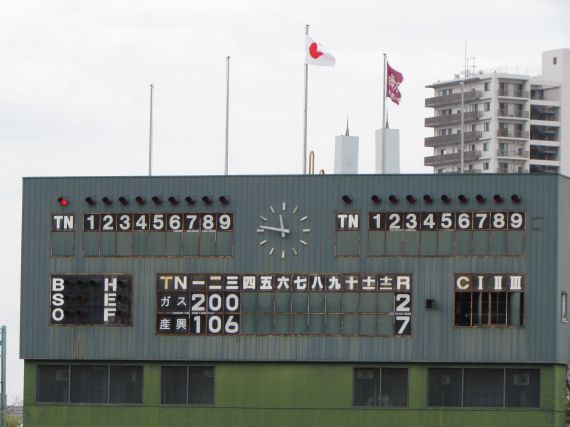 TN 1 2 3 4 5 6 7 8 9
TN 1 2 3 4 5 6 7 8 9
B H
S E
O F
TN 一 二 三 四 五 六 七 八 九 十 士 士 R
ガス 2 0 0 2
産興 1 0 6 7
C I II III